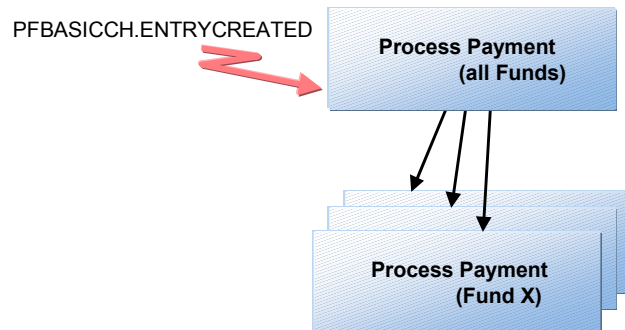 PFBASICCH.ENTRYCREATED
Process Payment
(all Funds)
Process Payment
(Fund X)